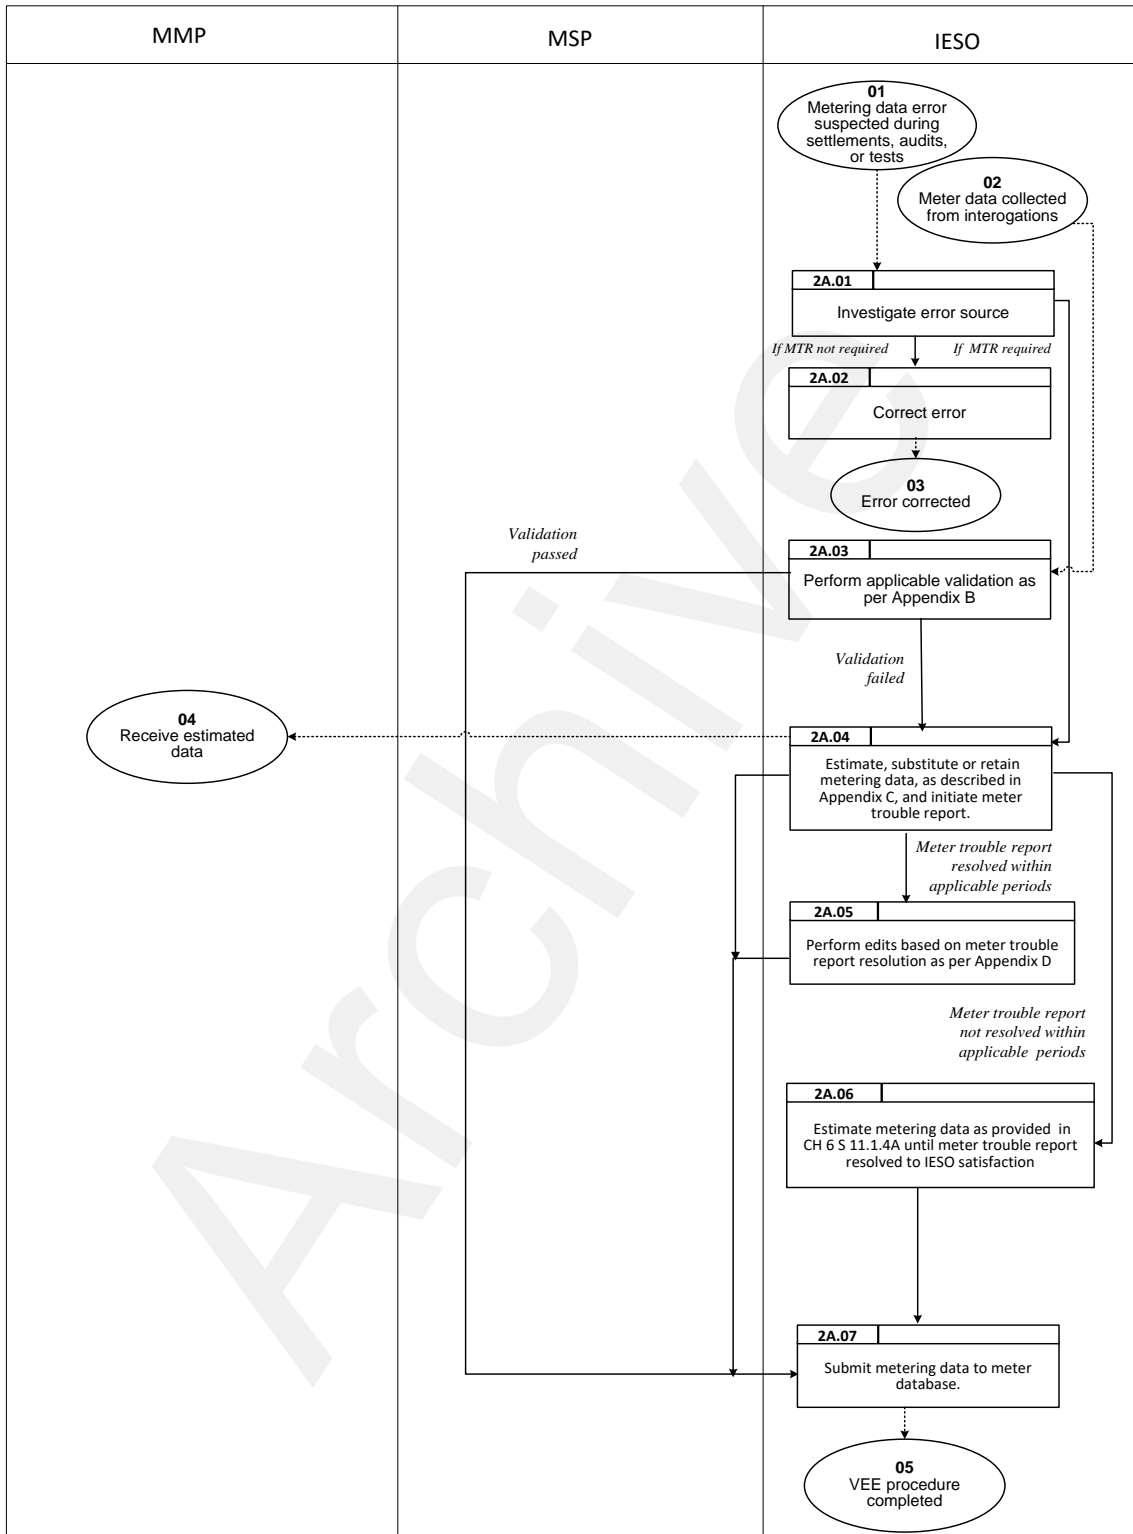 MMP
MSP
IESO
01
Metering data error
suspected during
settlements, audits,
or tests
02
Meter data collected
from interogations
2A.01
Investigate error source
If MTR not required
If MTR required
2A.02
Correct error
03
Error corrected
Validation
passed
2A.03
Perform applicable validation as
per Appendix B
Validation
failed
04
Receive estimated
data
2A.04
Estimate, substitute or retain
metering data, as described in
Appendix C, and initiate meter
trouble report.
Meter trouble report
resolved within
applicable periods
2A.05
Perform edits based on meter trouble
report resolution as per Appendix D
Meter trouble report
not resolved within
applicable periods
2A.06
Estimate metering data as provided in
CH 6 S 11.1.4A until meter trouble report
resolved to IESO satisfaction
2A.07
Submit metering data to meter
database.
05
VEE procedure
completed
Archive